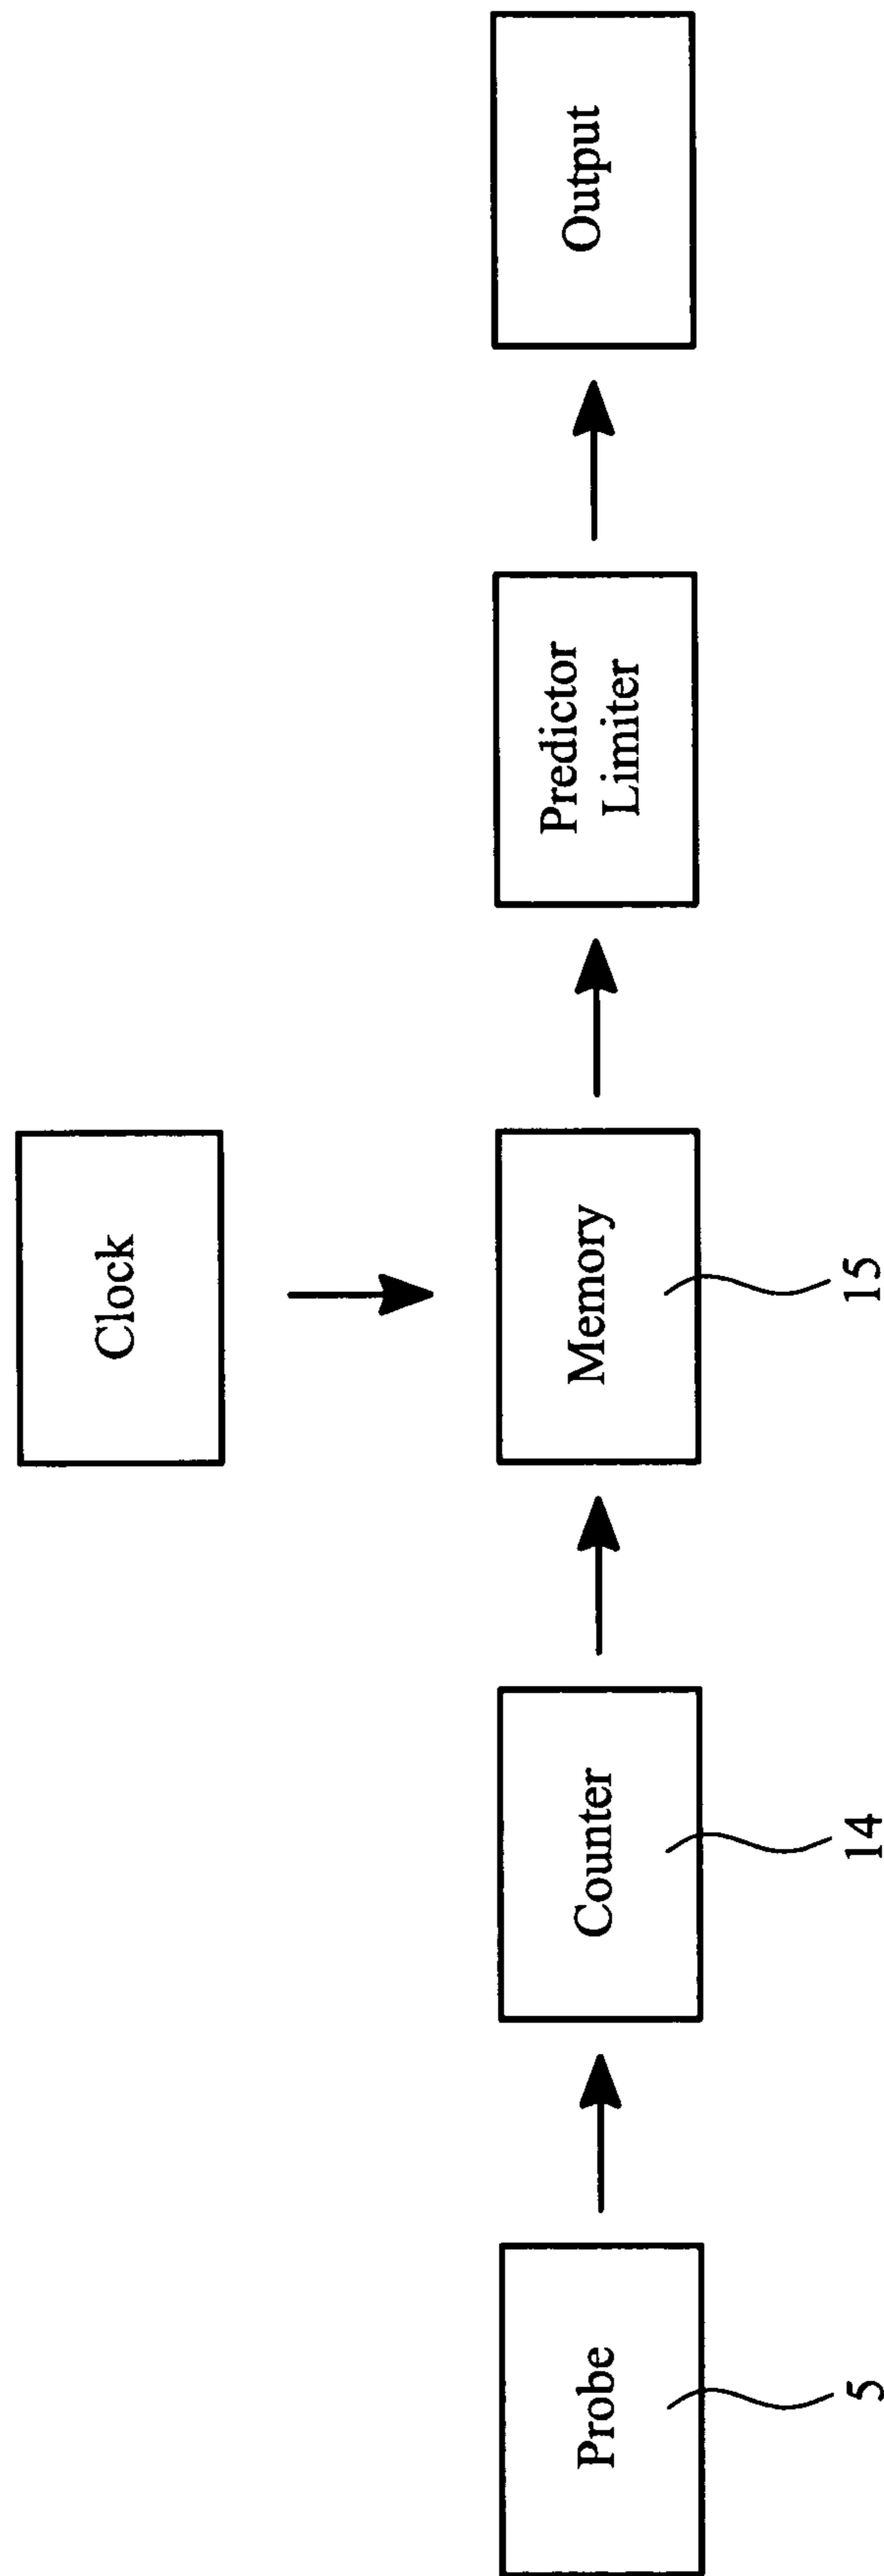 Clock
Probe
Counter
Memory
Predictor
Limiter
Output
5
14
15